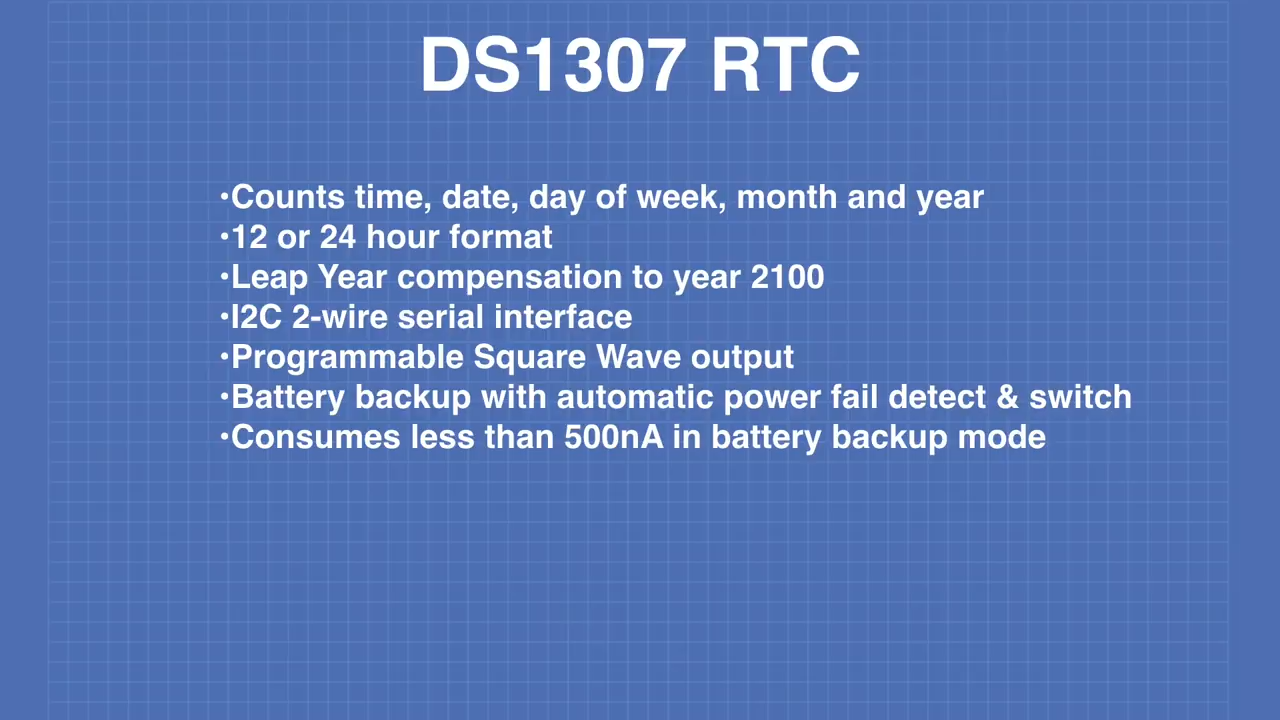 DS1307 RTC
•Counts time, date, day of week, month and year
•12 or 24 hour format
•Leap Year compensation to year 2100
•I2C 2-wire serial interface
•Programmable Square Wave output
•Battery backup with automatic power fail detect & switch
•Consumes less than 500nA in battery backup mode